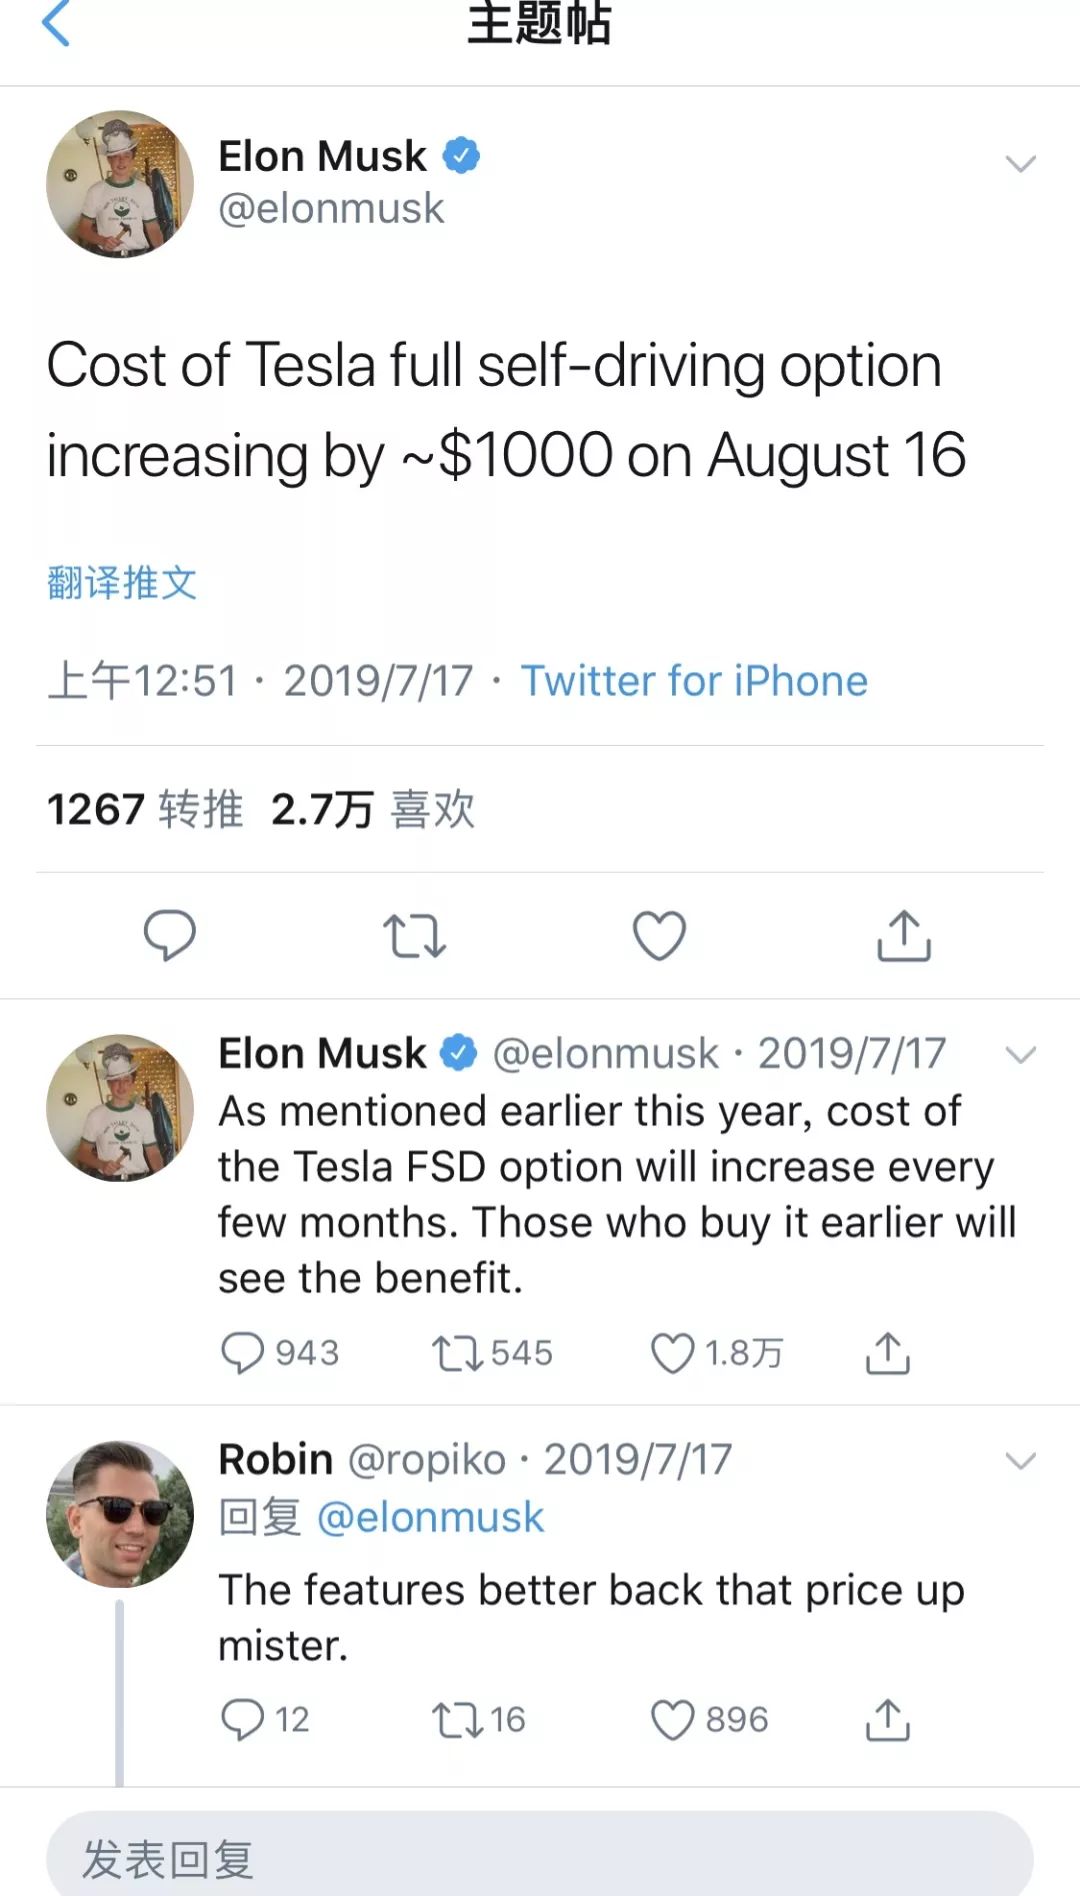 主题帖
Elon Musk
@elonmusk
Cost of Tesla full self-driving option
increasing by ~$1000 on August 16
翻译推文
上午12:51 · 2019/7/17 · Twitter for iPhone
1267 转推 2.7万 喜欢
Elon Musk @elonmusk · 2019/7/17
As mentioned earlier this year, cost of
the Tesla FSD option will increase every
few months. Those who buy it earlier will
see the benefit.
943 545 1.8万
Robin @ropiko · 2019/7/17
回复 @elonmusk
The features better back that price up
mister.
12 16 896
发表回复